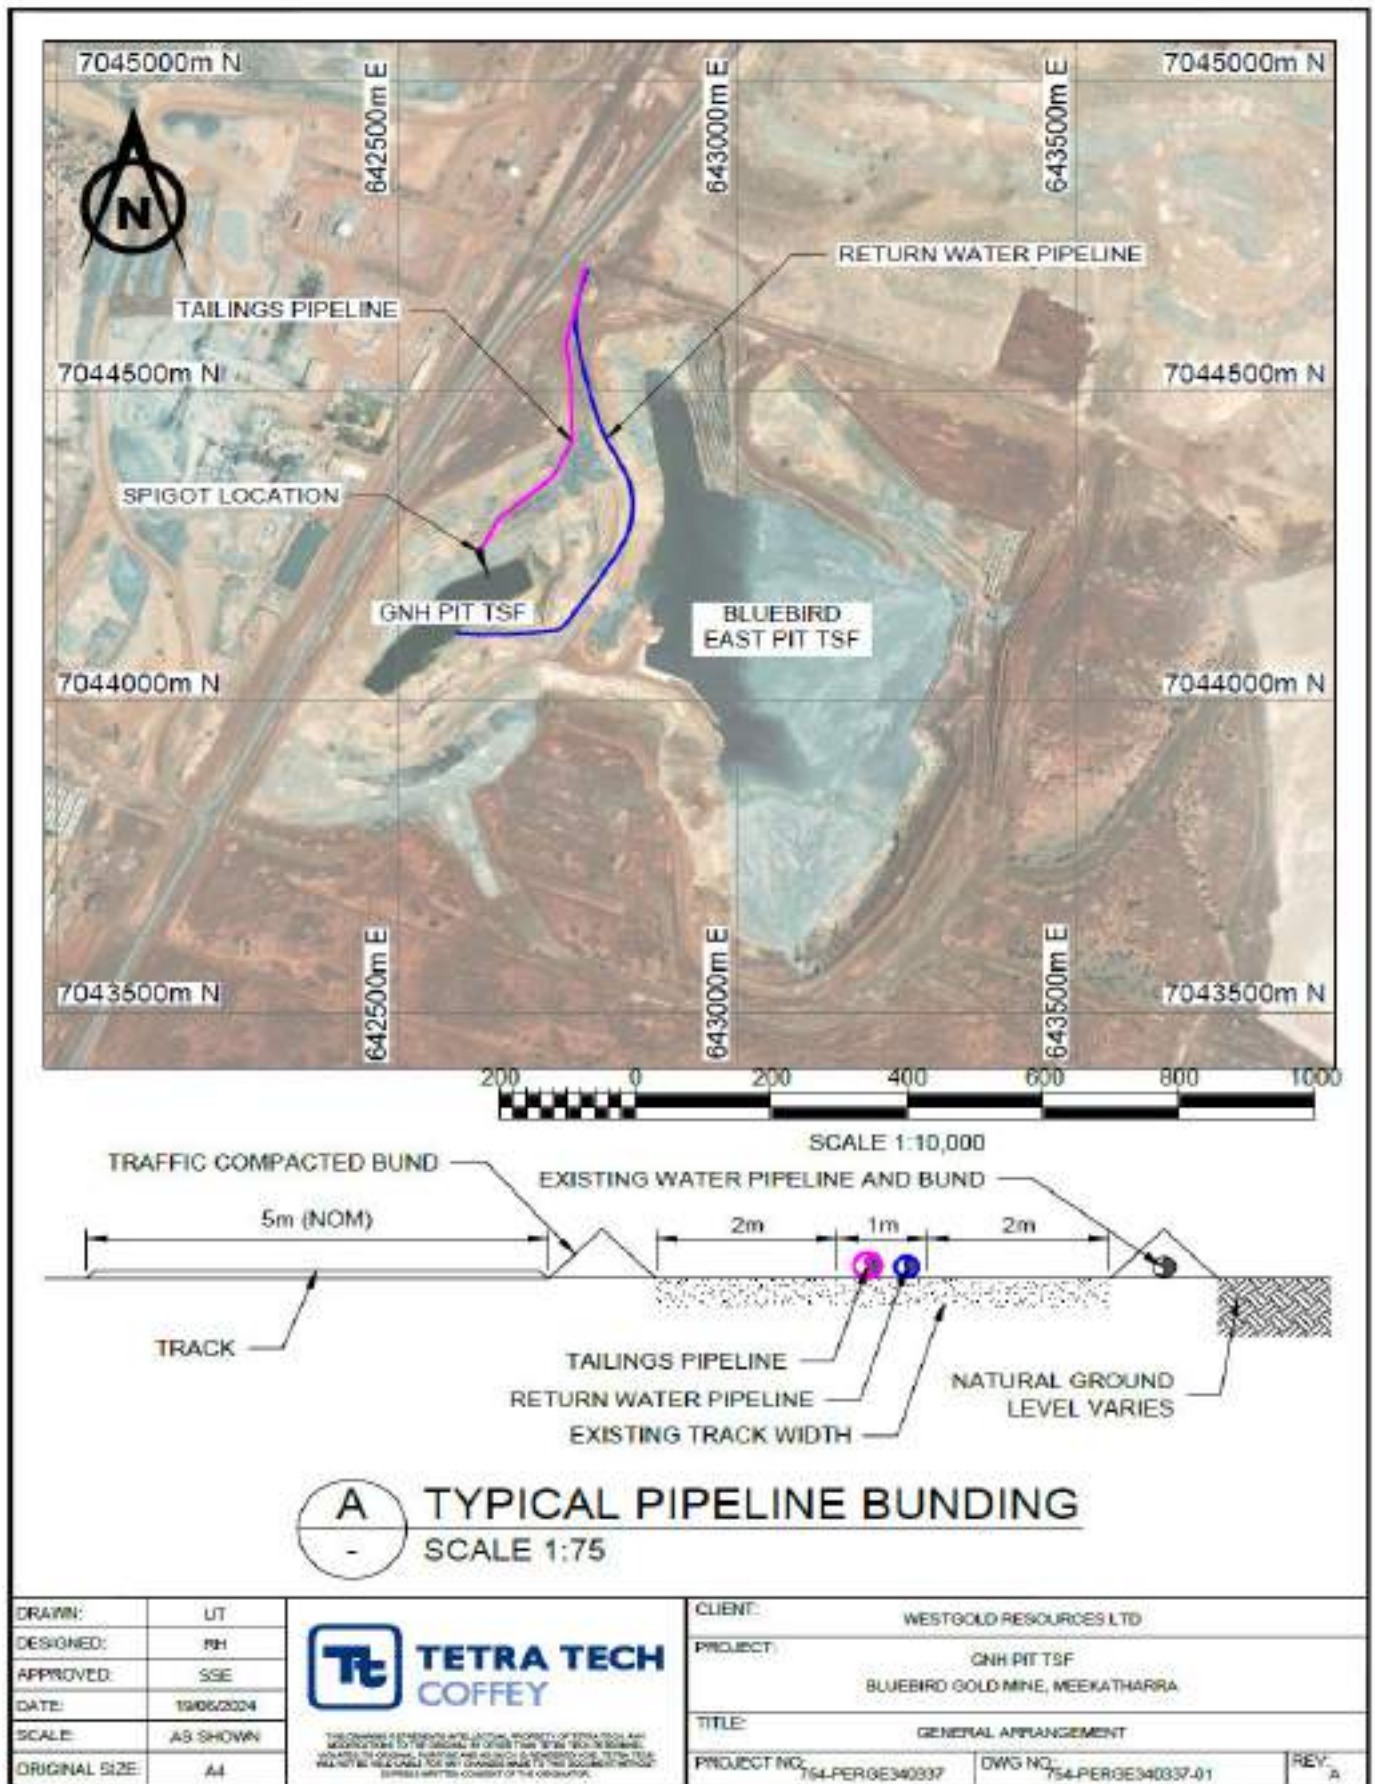 7045000m N
7045000m N
642500m E
643000m E
643500m E
N
RETURN WATER PIPELINE
TAILINGS PIPELINE
7044500m N
7044500m N
SPIGOT LOCATION
GNH PIT TSF
BLUEBIRD
EAST PIT TSF
7044000m N
7044000m N
642500m E
643000m E
643500m E
7043500m N
7043500m N
200 0 200 400 600 800 1000
SCALE 1:10,000
TRAFFIC COMPACTED BUND
EXISTING WATER PIPELINE AND BUND
5m (NOM)
2m
1m
2m
TRACK
TAILINGS PIPELINE
RETURN WATER PIPELINE
EXISTING TRACK WIDTH
NATURAL GROUND
LEVEL VARIES
A
-
TYPICAL PIPELINE BUNDING
SCALE 1:75
DRAWN: UT
DESIGNED: RH
APPROVED: SSE
DATE: 19/06/2024
SCALE: AS SHOWN
ORIGINAL SIZE: A4
Tt
TETRA TECH
COFFEY
CLIENT: WESTGOLD RESOURCES LTD
PROJECT: GNH PIT TSF
BLUEBIRD GOLD MINE, MEEKATHARRA
TITLE: GENERAL ARRANGEMENT
PROJECT NO: 754-PERGE340337
DWG NO: 754-PERGE340337-01
REV: A